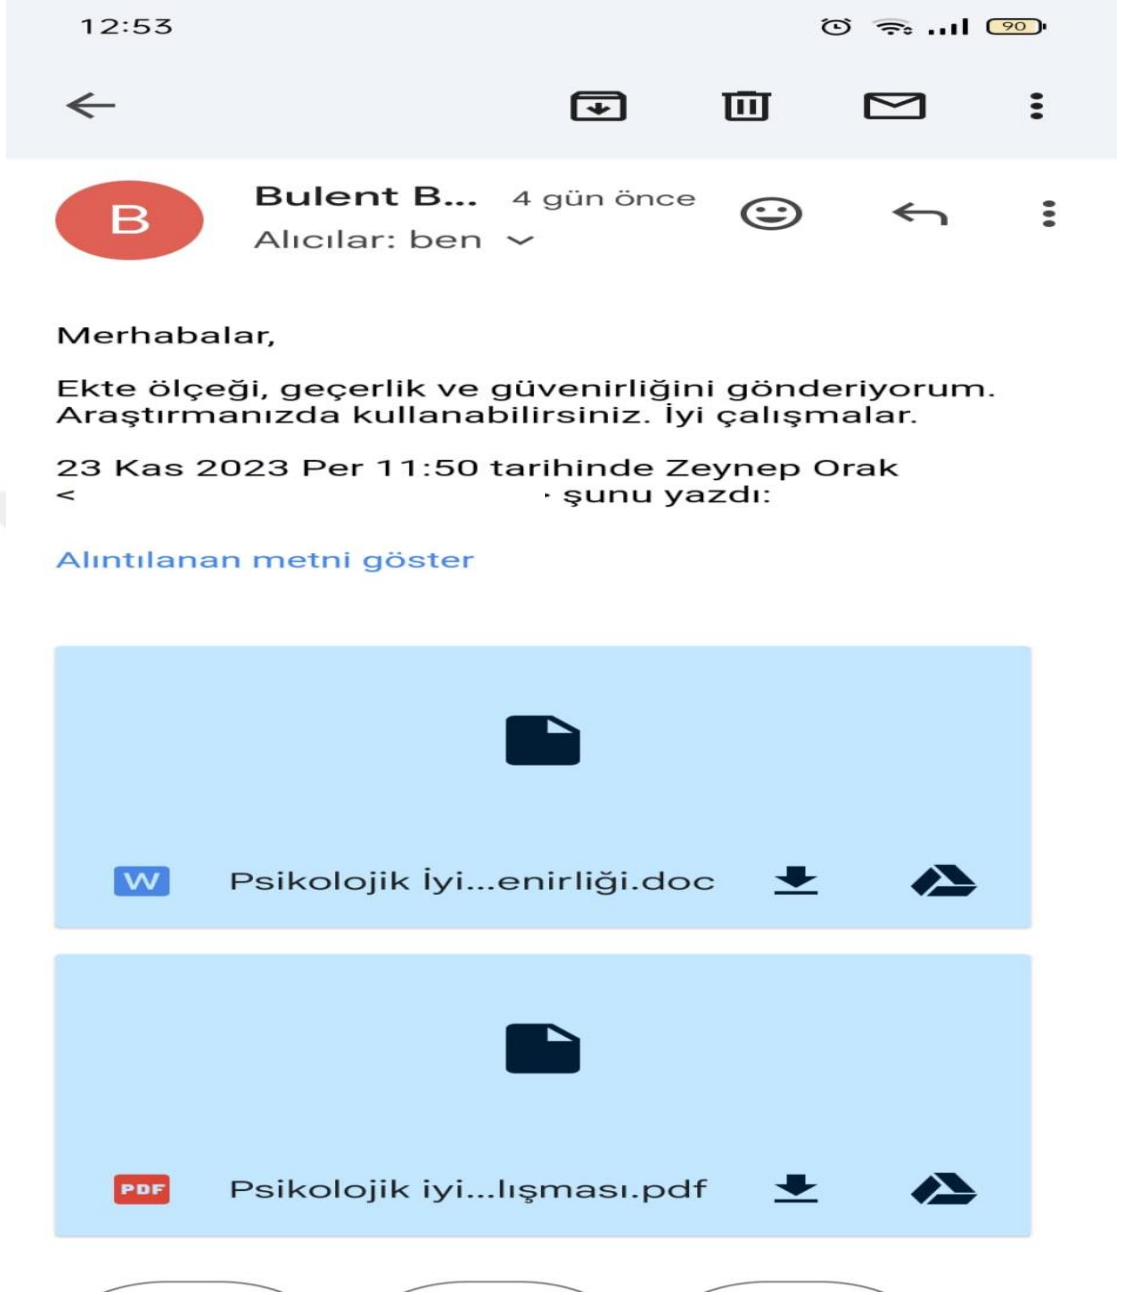 12:53
90
B
Bulent B... 4 gün önce
Alıcılar: ben
Merhabalar,
Ekte ölçeği, geçerlik ve güvenirliğini gönderiyorum.
Araştırmanızda kullanabilirsiniz. İyi çalışmalar.
23 Kas 2023 Per 11:50 tarihinde Zeynep Orak
< şunu yazdı:
Alıntılanan metni göster
W Psikolojik İyi...enirliği.doc
PDF Psikolojik iyi...lışması.pdf